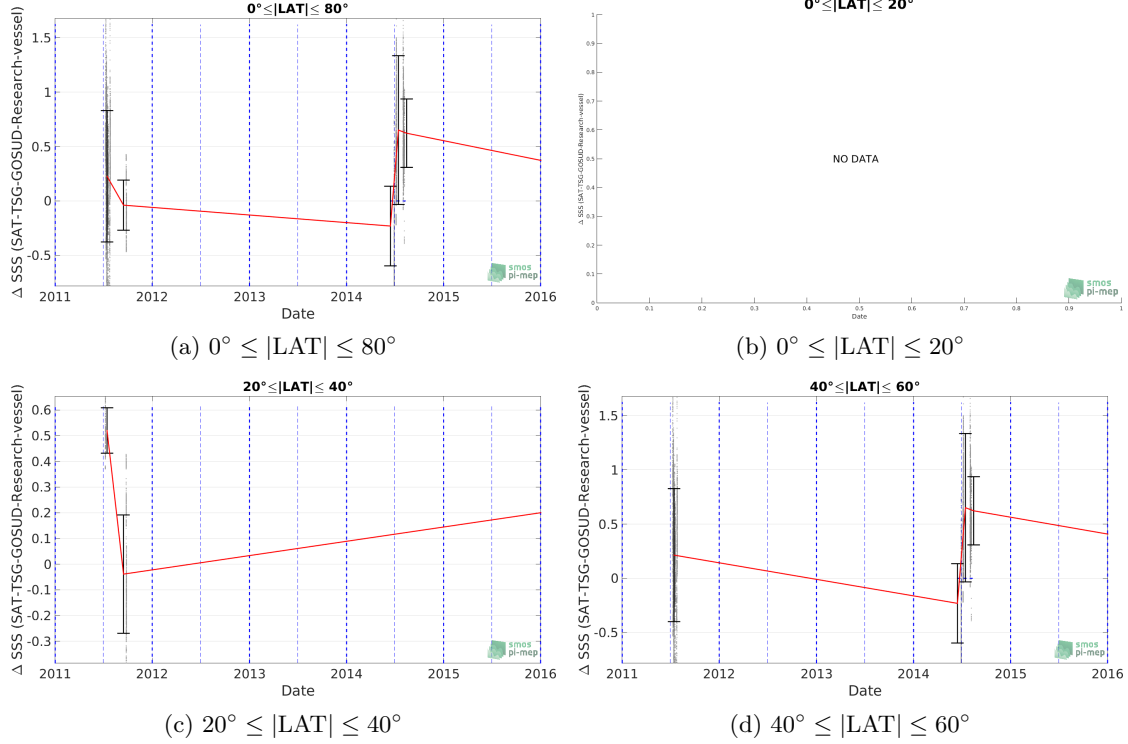 0°≤|LAT|≤ 80°
Δ SSS (SAT-TSG-GOSUD-Research-vessel)
1.5
1
0.5
0
-0.5
2011 2012 2013 2014 2015 2016
Date
smos
pi-mep
(a) 0° ≤ |LAT| ≤ 80°
0°≤|LAT|≤ 20°
Δ SSS (SAT-TSG-GOSUD-Research-vessel)
1
0.9
0.8
0.7
0.6
0.5
0.4
0.3
0.2
0.1
0
NO DATA
0 0.1 0.2 0.3 0.4 0.5 0.6 0.7 0.8 0.9 1
Date
smos
pi-mep
(b) 0° ≤ |LAT| ≤ 20°
20°≤|LAT|≤ 40°
Δ SSS (SAT-TSG-GOSUD-Research-vessel)
0.6
0.5
0.4
0.3
0.2
0.1
0
-0.1
-0.2
-0.3
2011 2012 2013 2014 2015 2016
Date
smos
pi-mep
(c) 20° ≤ |LAT| ≤ 40°
40°≤|LAT|≤ 60°
Δ SSS (SAT-TSG-GOSUD-Research-vessel)
1.5
1
0.5
0
-0.5
2011 2012 2013 2014 2015 2016
Date
smos
pi-mep
(d) 40° ≤ |LAT| ≤ 60°